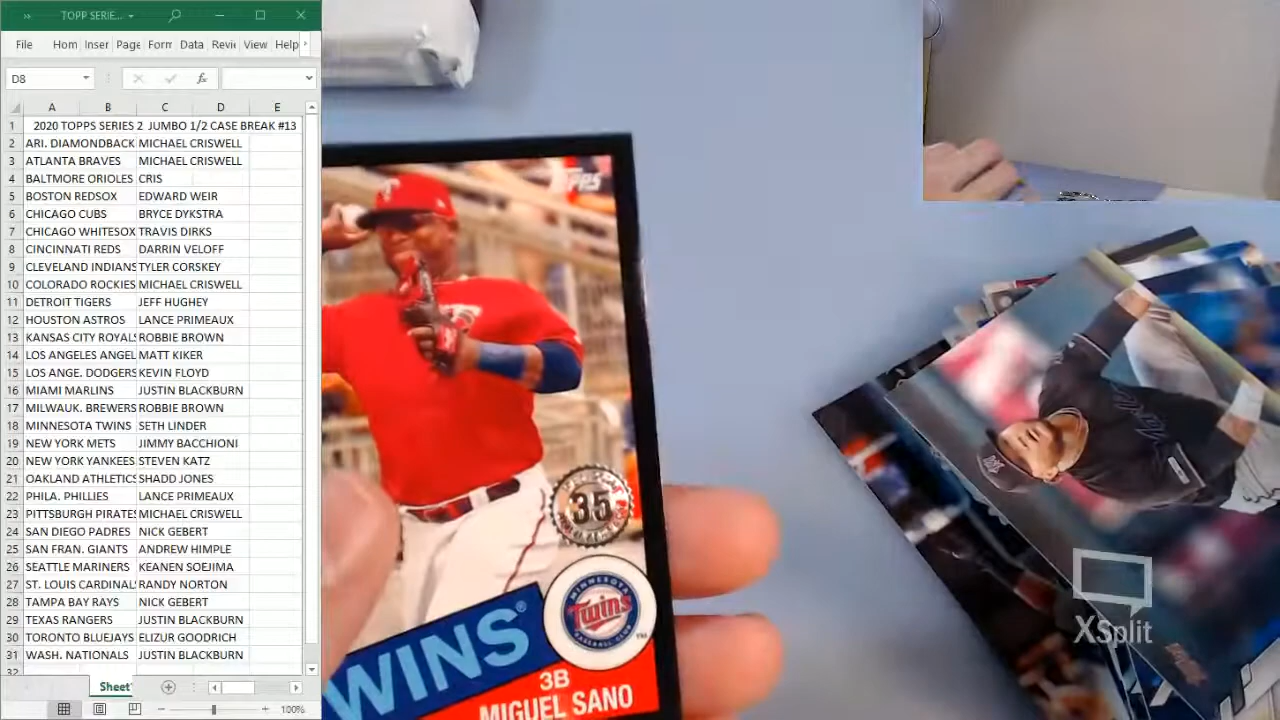 TOPP SERIE...
File Hom Inser Page Form Data Revi View Help
D8 fx
A B C D E
1 2020 TOPPS SERIES 2 JUMBO 1/2 CASE BREAK #13
2 ARI. DIAMONDBACK MICHAEL CRISWELL
3 ATLANTA BRAVES MICHAEL CRISWELL
4 BALTMORE ORIOLES CRIS
5 BOSTON REDSOX EDWARD WEIR
6 CHICAGO CUBS BRYCE DYKSTRA
7 CHICAGO WHITESOX TRAVIS DIRKS
8 CINCINNATI REDS DARRIN VELOFF
9 CLEVELAND INDIANS TYLER CORSKEY
10 COLORADO ROCKIES MICHAEL CRISWELL
11 DETROIT TIGERS JEFF HUGHEY
12 HOUSTON ASTROS LANCE PRIMEAUX
13 KANSAS CITY ROYALS ROBBIE BROWN
14 LOS ANGELES ANGEL MATT KIKER
15 LOS ANGE. DODGERS KEVIN FLOYD
16 MIAMI MARLINS JUSTIN BLACKBURN
17 MILWAUK. BREWERS ROBBIE BROWN
18 MINNESOTA TWINS SETH LINDER
19 NEW YORK METS JIMMY BACCHIONI
20 NEW YORK YANKEES STEVEN KATZ
21 OAKLAND ATHLETICS SHADD JONES
22 PHILA. PHILLIES LANCE PRIMEAUX
23 PITTSBURGH PIRATES MICHAEL CRISWELL
24 SAN DIEGO PADRES NICK GEBERT
25 SAN FRAN. GIANTS ANDREW HIMPLE
26 SEATTLE MARINERS KEANEN SOEJIMA
27 ST. LOUIS CARDINAL RANDY NORTON
28 TAMPA BAY RAYS NICK GEBERT
29 TEXAS RANGERS JUSTIN BLACKBURN
30 TORONTO BLUEJAYS ELIZUR GOODRICH
31 WASH. NATIONALS JUSTIN BLACKBURN
32
Sheet
100%
35
MINNESOTA
Twins
BASEBALL CLUB
TM
WINS®
3B
MIGUEL SANO
XSplit